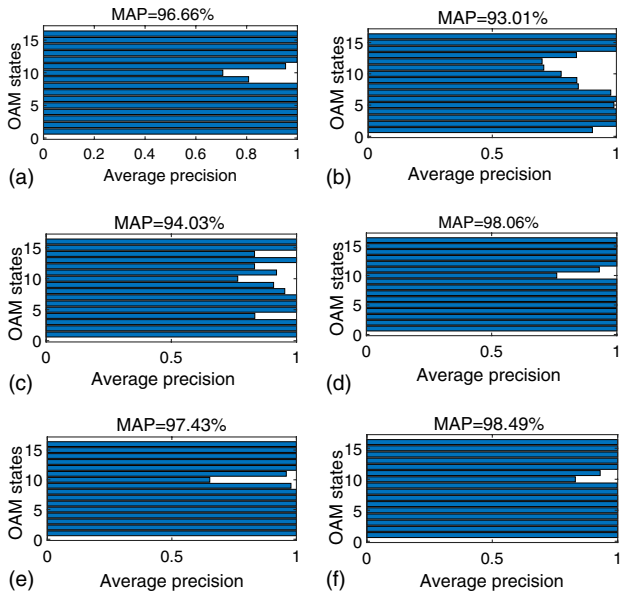 MAP=96.66%
15
10
5
0
OAM states
0 0.2 0.4 0.6 0.8 1
Average precision
(a)
MAP=93.01%
15
10
5
0
OAM states
0 0.5 1
Average precision
(b)
MAP=94.03%
15
10
5
0
OAM states
0 0.5 1
Average precision
(c)
MAP=98.06%
15
10
5
0
OAM states
0 0.5 1
Average precision
(d)
MAP=97.43%
15
10
5
0
OAM states
0 0.5 1
Average precision
(e)
MAP=98.49%
15
10
5
0
OAM states
0 0.5 1
Average precision
(f)